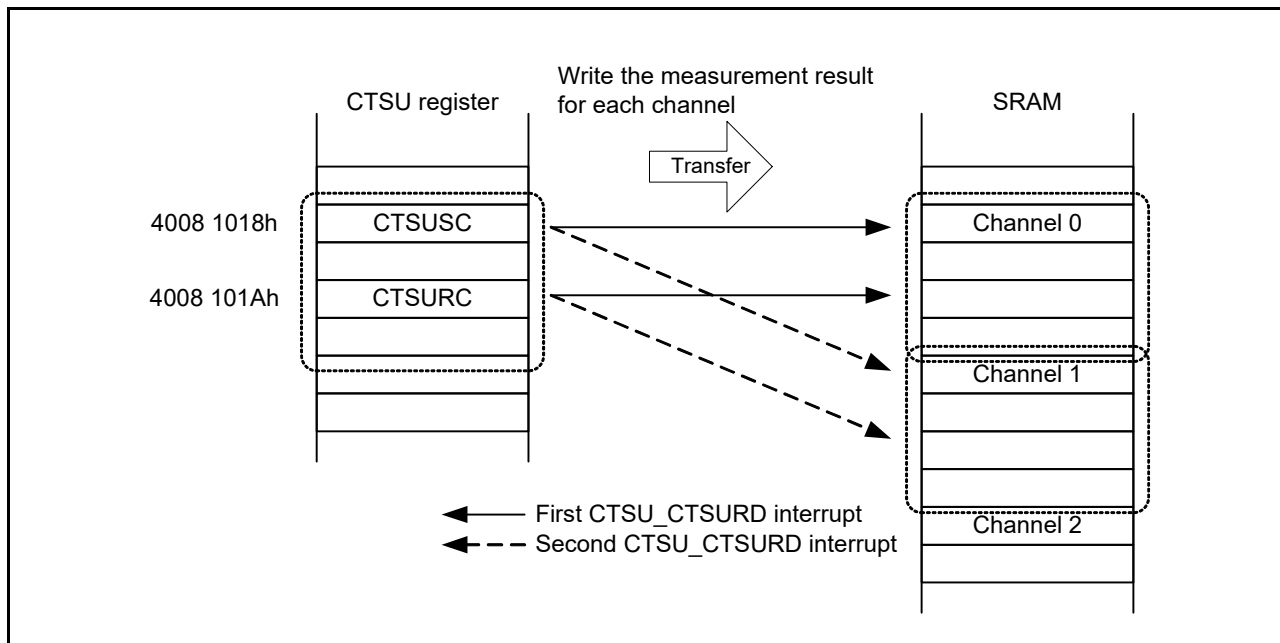 Write the measurement result
for each channel
CTSU register
SRAM
Transfer
4008 1018h
CTSUSC
Channel 0
4008 101Ah
CTSURC
Channel 1
First CTSU_CTSURD interrupt
Second CTSU_CTSURD interrupt
Channel 2